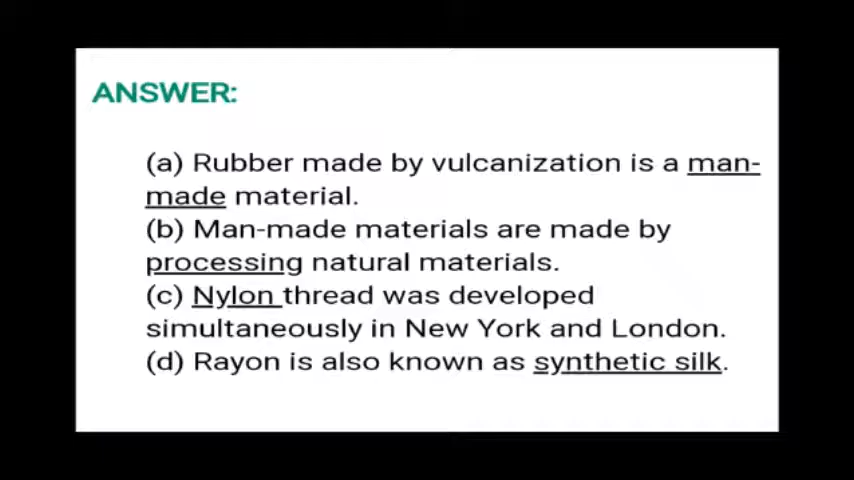 ANSWER:
(a) Rubber made by vulcanization is a man-
made material.
(b) Man-made materials are made by
processing natural materials.
(c) Nylon thread was developed
simultaneously in New York and London.
(d) Rayon is also known as synthetic silk.